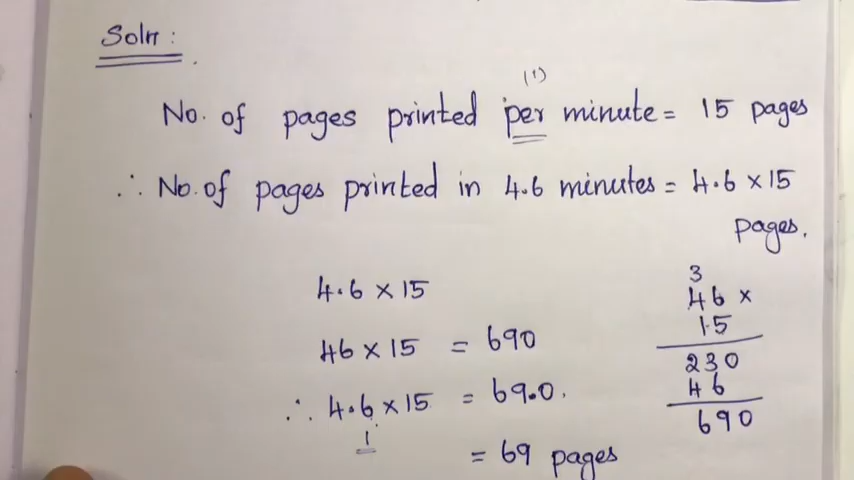 Soln :
(1)
No. of pages printed per minute = 15 pages
∴ No. of pages printed in 4.6 minutes = 4.6 × 15
pages.
4.6 × 15
46 × 15 = 690
∴ 4.6 × 15 = 69.0.
1
= 69 pages
3
46 ×
15
230
46
690